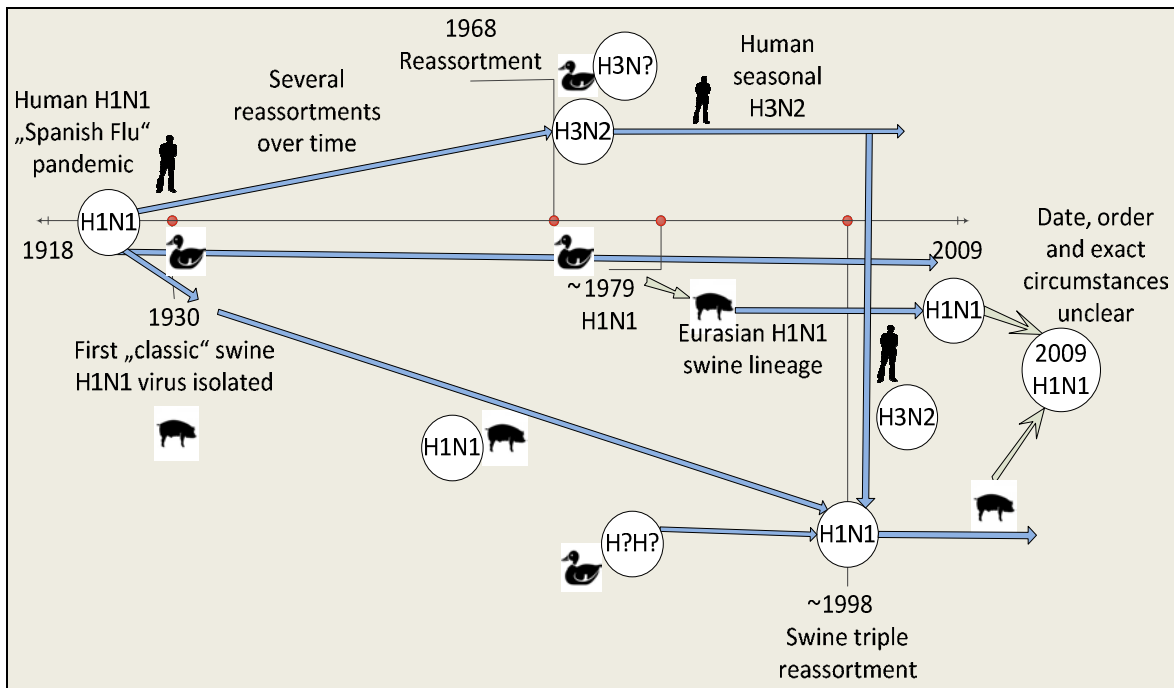 1968
Reassortment
H3N?
Human
seasonal
H3N2
Several
reassortments
over time
Human H1N1
„Spanish Flu“
pandemic
H3N2
H1N1
1918
2009
Date, order
and exact
circumstances
unclear
~1979
H1N1
1930
First „classic“ swine
H1N1 virus isolated
Eurasian H1N1
swine lineage
H1N1
2009
H1N1
H3N2
H1N1
H?H?
H1N1
~1998
Swine triple
reassortment